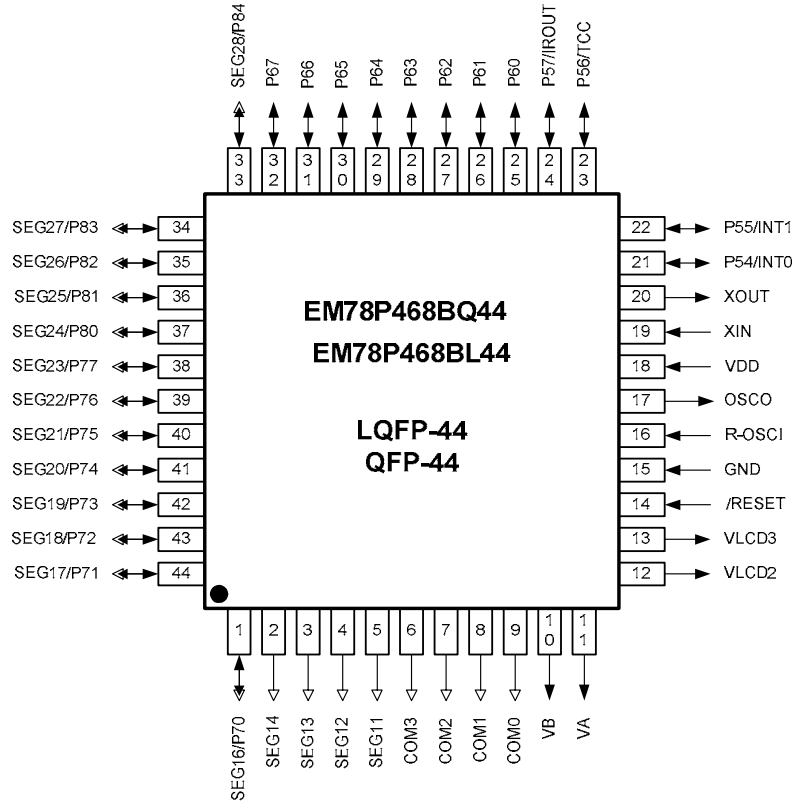 SEG28/P84
P67
P66
P65
P64
P63
P62
P61
P60
P57/IROUT
P56/TCC
33
32
31
30
29
28
27
26
25
24
23
SEG27/P83 34
SEG26/P82 35
SEG25/P81 36
SEG24/P80 37
SEG23/P77 38
SEG22/P76 39
SEG21/P75 40
SEG20/P74 41
SEG19/P73 42
SEG18/P72 43
SEG17/P71 44
EM78P468BQ44
EM78P468BL44
LQFP-44
QFP-44
22 P55/INT1
21 P54/INT0
20 XOUT
19 XIN
18 VDD
17 OSCO
16 R-OSCI
15 GND
14 /RESET
13 VLCD3
12 VLCD2
1
2
3
4
5
6
7
8
9
10
11
SEG16/P70
SEG14
SEG13
SEG12
SEG11
COM3
COM2
COM1
COM0
VB
VA